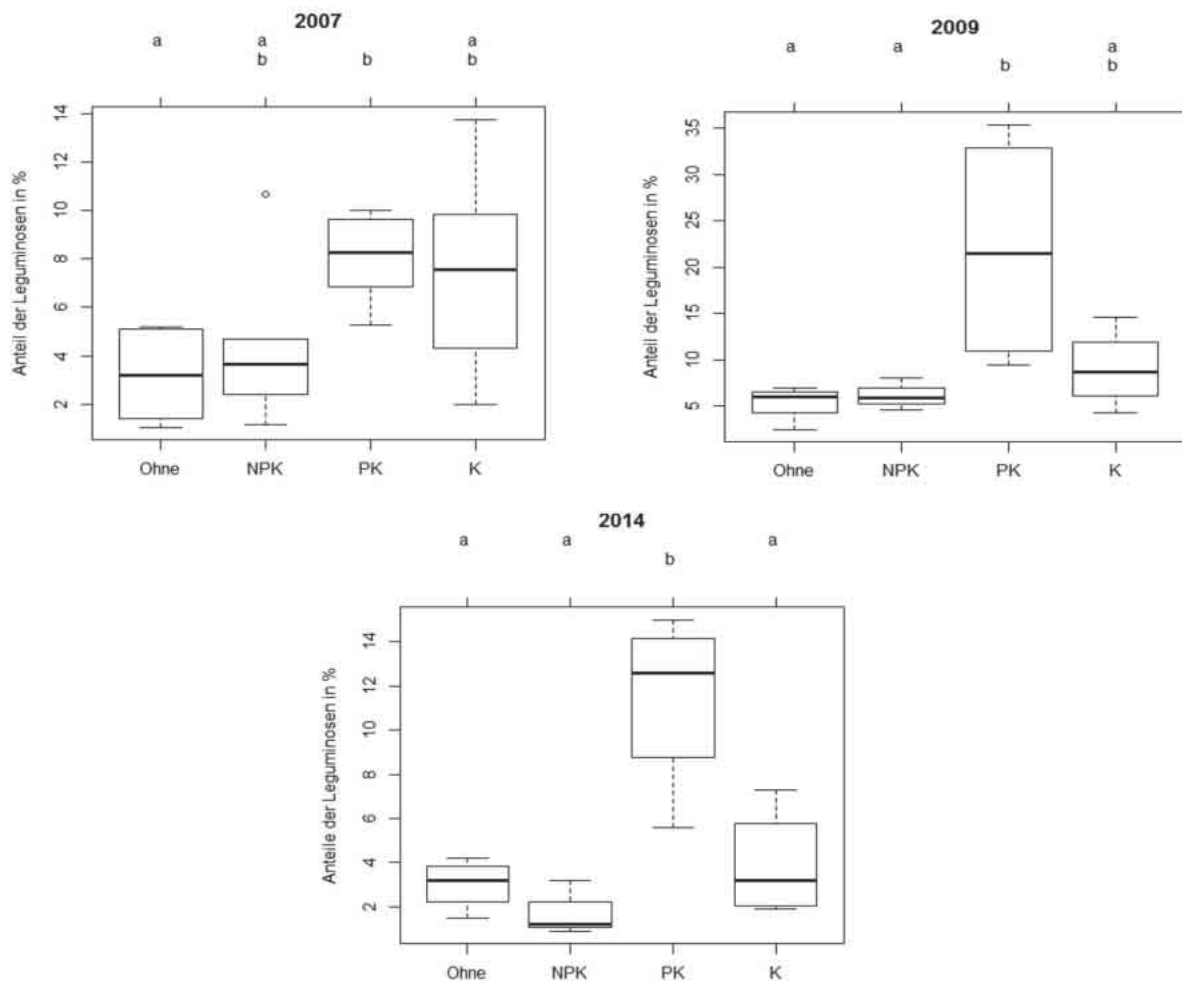 2007
a a b b a b
Anteil der Leguminosen in %
14
12
10
8
6
4
2
Ohne NPK PK K
2009
a a b a b
Anteil der Leguminosen in %
35
30
25
20
15
10
5
Ohne NPK PK K
2014
a a b a
Anteile der Leguminosen in %
14
12
10
8
6
4
2
Ohne NPK PK K